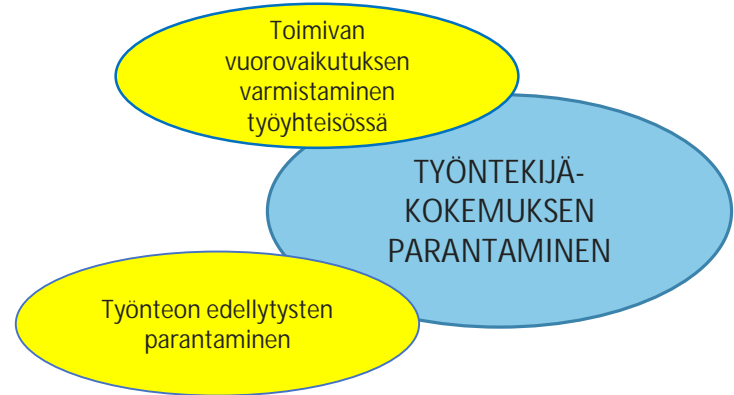 Toimivan
vuorovaikutuksen
varmistaminen
työyhteisössä
TYÖNTEKIJÄ-
KOKEMUKSEN
PARANTAMINEN
Työnteon edellytysten
parantaminen